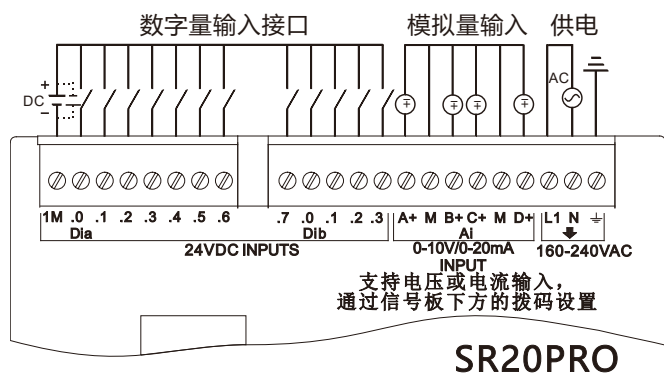 数字量输入接口 模拟量输入 供电
DC + − AC
1M .0 .1 .2 .3 .4 .5 .6 .7 .0 .1 .2 .3 A+ M B+ C+ M D+ L1 N
Dia Dib Ai
24VDC INPUTS 0-10V/0-20mA 160-240VAC
INPUT
支持电压或电流输入，
通过信号板下方的拨码设置
SR20PRO